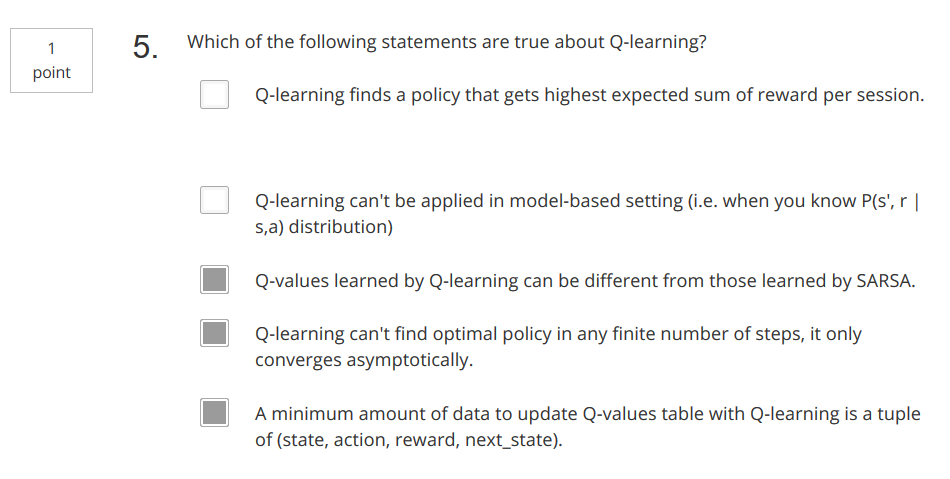 1
point
5. Which of the following statements are true about Q-learning?
Q-learning finds a policy that gets highest expected sum of reward per session.
Q-learning can't be applied in model-based setting (i.e. when you know P(s', r |
s,a) distribution)
Q-values learned by Q-learning can be different from those learned by SARSA.
Q-learning can't find optimal policy in any finite number of steps, it only
converges asymptotically.
A minimum amount of data to update Q-values table with Q-learning is a tuple
of (state, action, reward, next_state).